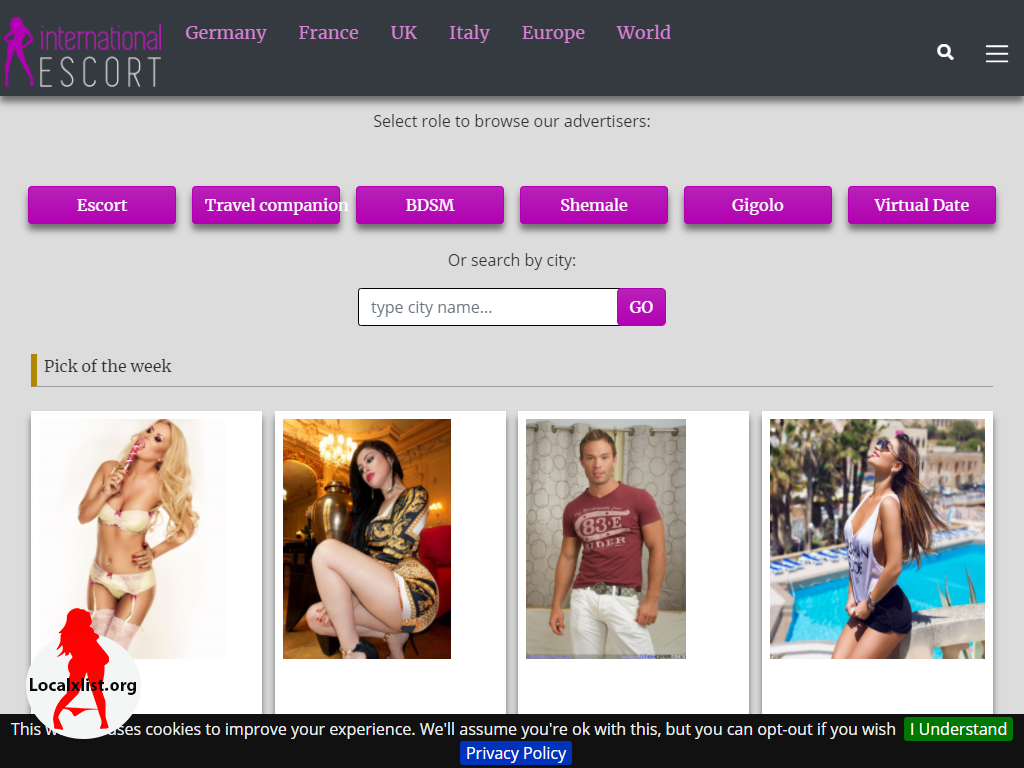 international
ESCORT
Germany France UK Italy Europe World
Select role to browse our advertisers:
Escort Travel companion BDSM Shemale Gigolo Virtual Date
Or search by city:
type city name... GO
Pick of the week
83·E
Localxlist.org
This uses cookies to improve your experience. We'll assume you're ok with this, but you can opt-out if you wish I Understand
Privacy Policy